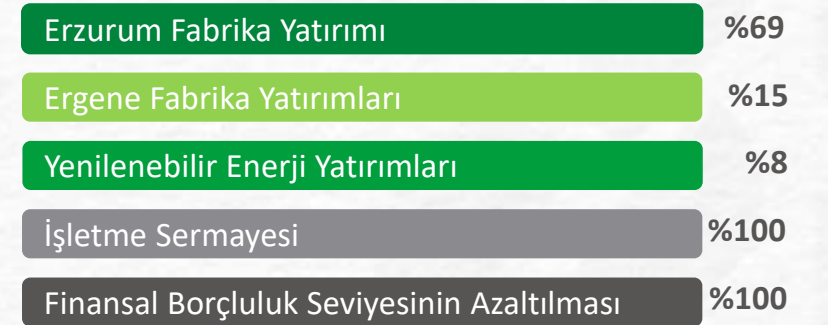 Erzurum Fabrika Yatırımı %69
Ergene Fabrika Yatırımları %15
Yenilenebilir Enerji Yatırımları %8
İşletme Sermayesi %100
Finansal Borçluluk Seviyesinin Azaltılması %100